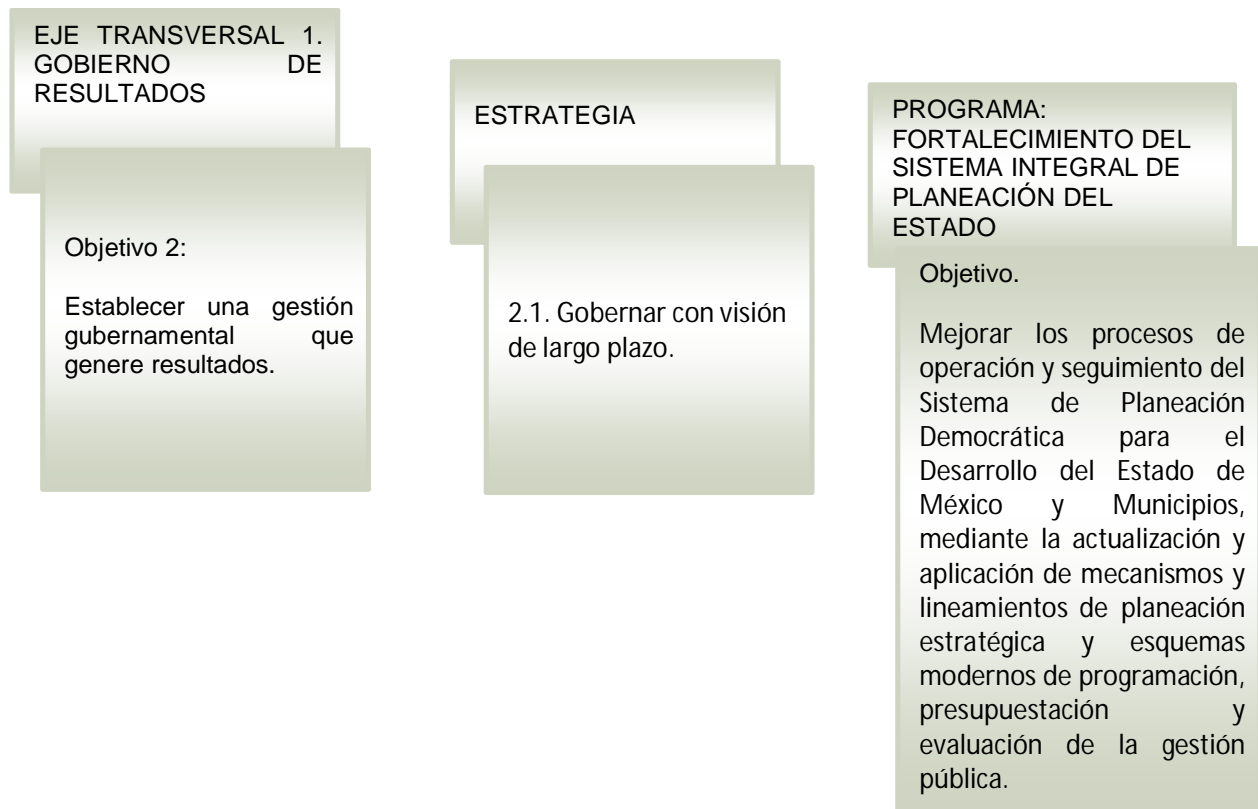 EJE TRANSVERSAL 1.
GOBIERNO DE
RESULTADOS
Objetivo 2:
Establecer una gestión
gubernamental que
genere resultados.
ESTRATEGIA
2.1. Gobernar con visión
de largo plazo.
PROGRAMA:
FORTALECIMIENTO DEL
SISTEMA INTEGRAL DE
PLANEACIÓN DEL
ESTADO
Objetivo.
Mejorar los procesos de
operación y seguimiento del
Sistema de Planeación
Democrática para el
Desarrollo del Estado de
México y Municipios,
mediante la actualización y
aplicación de mecanismos y
lineamientos de planeación
estratégica y esquemas
modernos de programación,
presupuestación y
evaluación de la gestión
pública.